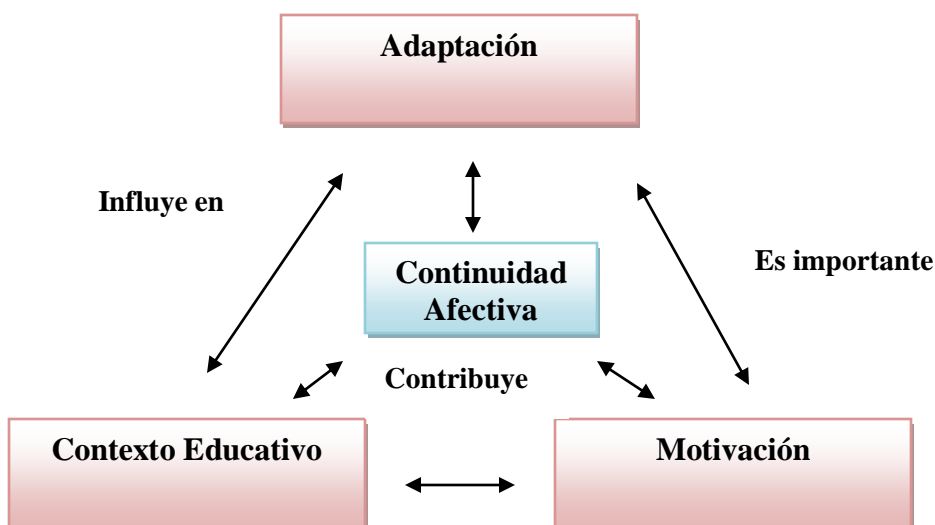 Adaptación
Influye en
Es importante
Continuidad
Afectiva
Contribuye
Contexto Educativo
Motivación